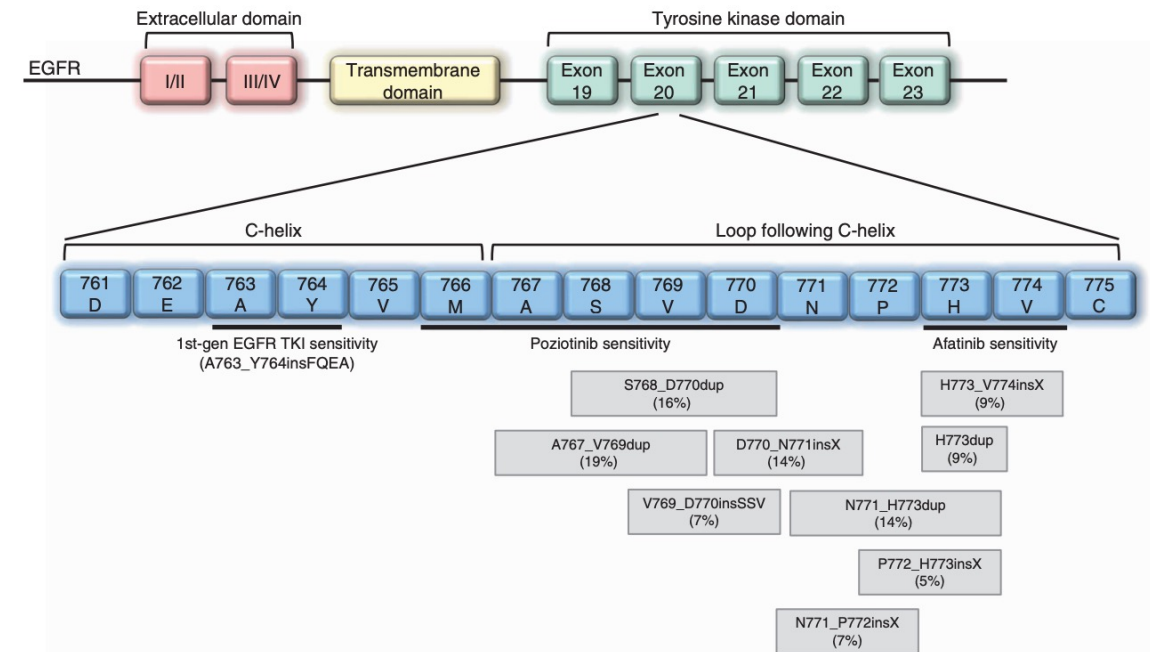 Extracellular domain
Tyrosine kinase domain
EGFR
I/II
III/IV
Transmembrane
domain
Exon
19
Exon
20
Exon
21
Exon
22
Exon
23
C-helix
Loop following C-helix
761
D
762
E
763
A
764
Y
765
V
766
M
767
A
768
S
769
V
770
D
771
N
772
P
773
H
774
V
775
C
1st-gen EGFR TKI sensitivity
(A763_Y764insFQEA)
Poziotinib sensitivity
Afatinib sensitivity
S768_D770dup
(16%)
H773_V774insX
(9%)
A767_V769dup
(19%)
D770_N771insX
(14%)
H773dup
(9%)
V769_D770insSSV
(7%)
N771_H773dup
(14%)
P772_H773insX
(5%)
N771_P772insX
(7%)